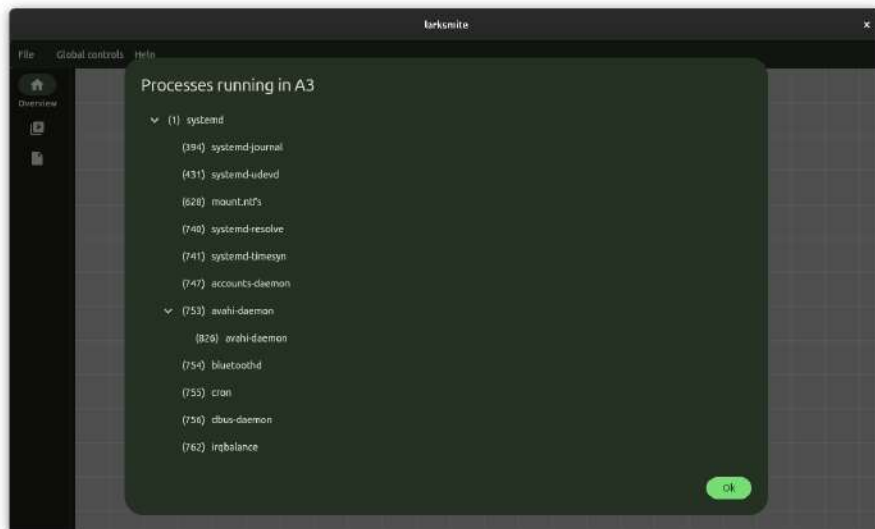 larksmite
File Global controls Help
Processes running in A3
(1) systemd
(394) systemd-journal
Overview
(431) systemd-udevd
(628) mount.ntfs
(740) systemd-resolve
(741) systemd-timesyn
(747) accounts-daemon
(753) avahi-daemon
(826) avahi-daemon
(754) bluetoothd
(755) cron
(756) dbus-daemon
(762) irqbalance
Ok